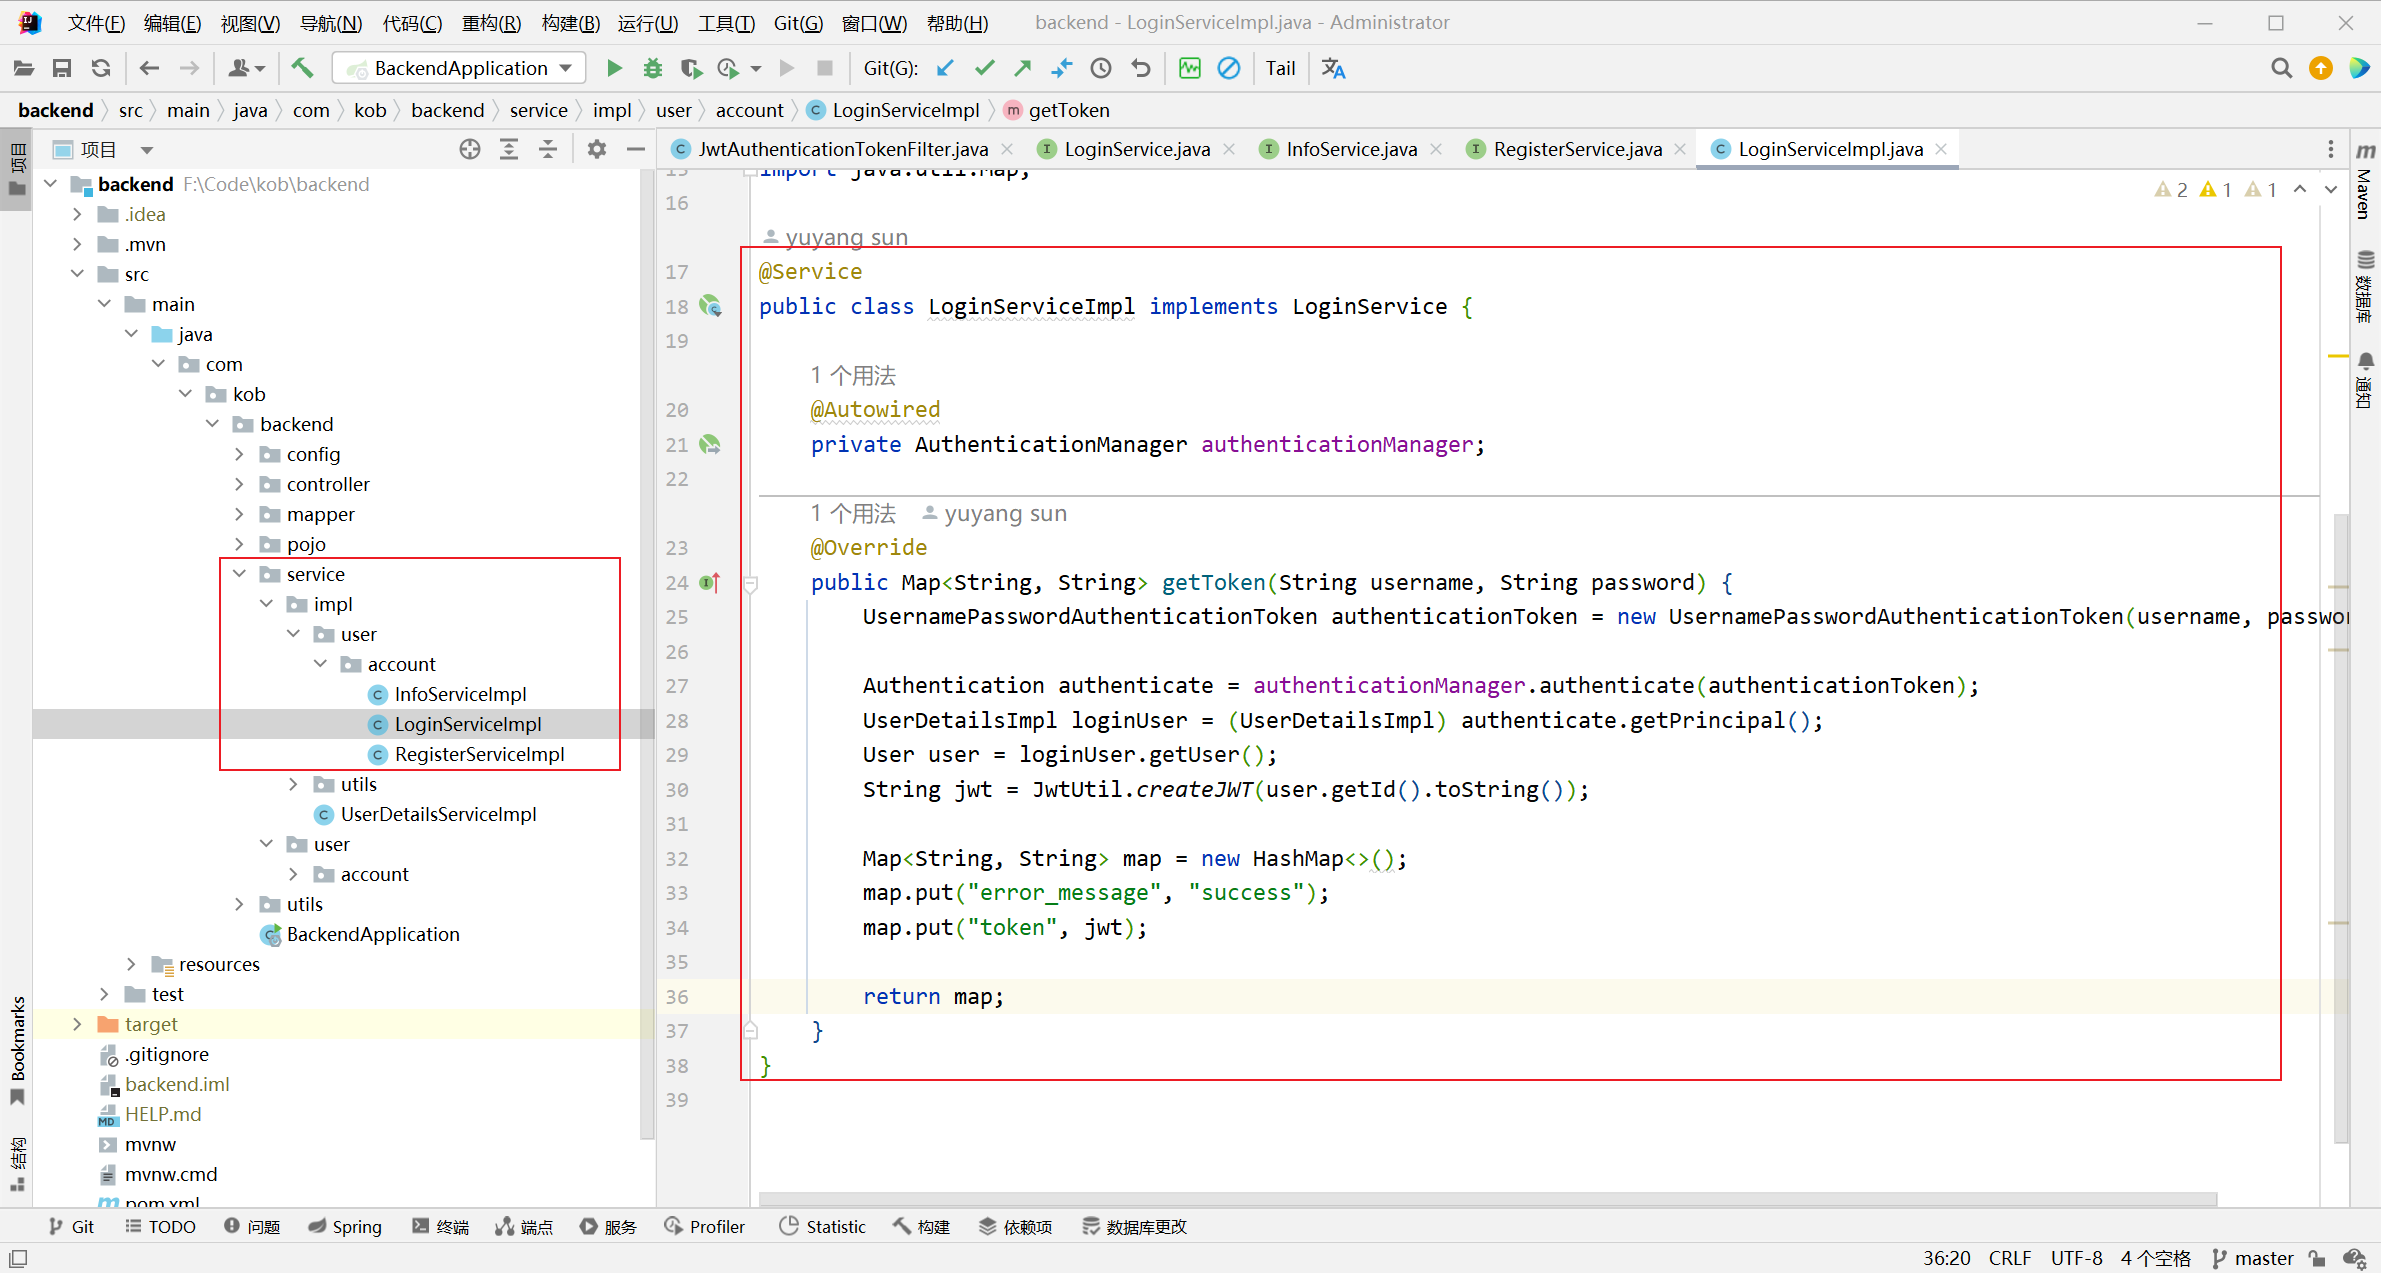 文件(F) 编辑(E) 视图(V) 导航(N) 代码(C) 重构(R) 构建(B) 运行(U) 工具(T) Git(G) 窗口(W) 帮助(H) backend - LoginServiceImpl.java - Administrator
BackendApplication Git(G): Tail
backend src main java com kob backend service impl user account LoginServiceImpl getToken
项目
JwtAuthenticationTokenFilter.java LoginService.java InfoService.java RegisterService.java LoginServiceImpl.java
项目
backend F:\Code\kob\backend
.idea
.mvn
src
main
java
com
kob
backend
config
controller
mapper
pojo
service
impl
user
account
InfoServiceImpl
LoginServiceImpl
RegisterServiceImpl
utils
UserDetailsServiceImpl
user
account
utils
BackendApplication
resources
test
target
.gitignore
backend.iml
HELP.md
mvnw
mvnw.cmd
pom.xml
Bookmarks
结构
2 1 1
15 import java.util.Map;
16
yuyang sun
17 @Service
18 public class LoginServiceImpl implements LoginService {
19
1 个用法
20 @Autowired
21 private AuthenticationManager authenticationManager;
22
1 个用法 yuyang sun
23 @Override
24 public Map<String, String> getToken(String username, String password) {
25 UsernamePasswordAuthenticationToken authenticationToken = new UsernamePasswordAuthenticationToken(username, passwor
26
27 Authentication authenticate = authenticationManager.authenticate(authenticationToken);
28 UserDetailsImpl loginUser = (UserDetailsImpl) authenticate.getPrincipal();
29 User user = loginUser.getUser();
30 String jwt = JwtUtil.createJWT(user.getId().toString());
31
32 Map<String, String> map = new HashMap<>();
33 map.put("error_message", "success");
34 map.put("token", jwt);
35
36 return map;
37 }
38 }
39
Maven
数据库
通知
Git TODO 问题 Spring 终端 端点 服务 Profiler Statistic 构建 依赖项 数据库更改
36:20 CRLF UTF-8 4 个空格 master